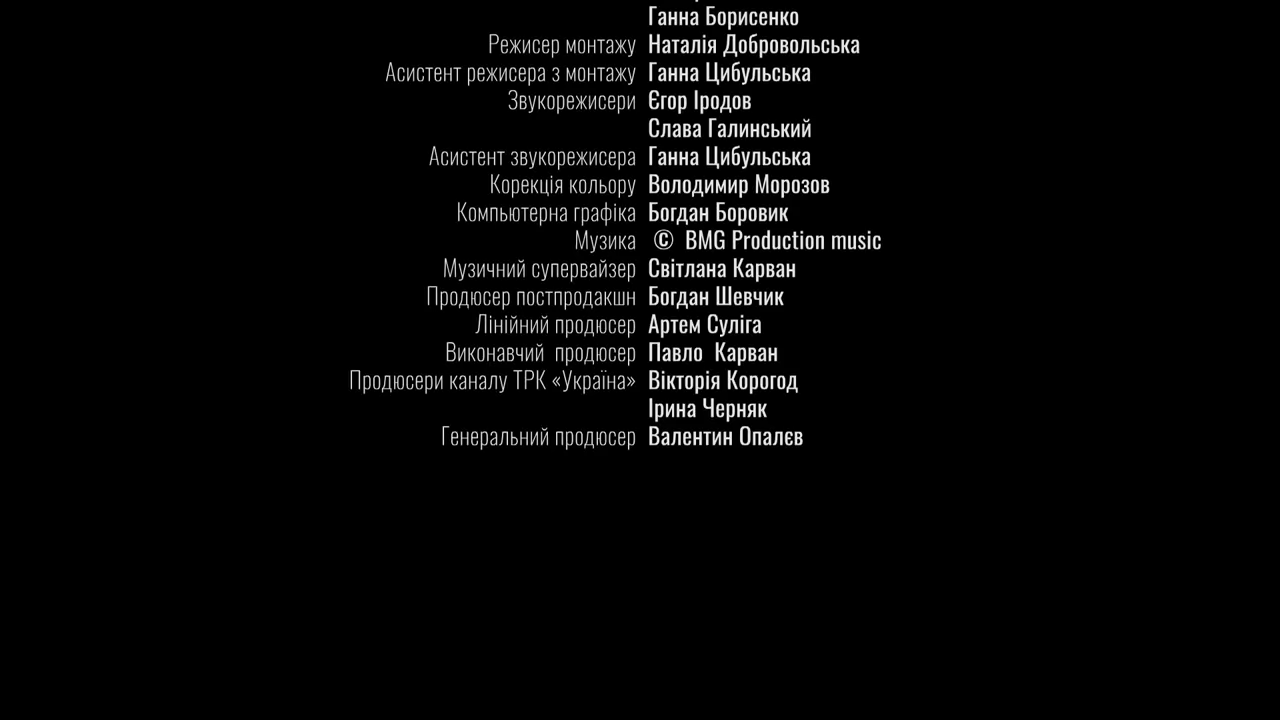 Ганна Борисенко
Режисер монтажу Наталія Добровольська
Асистент режисера з монтажу Ганна Цибульська
Звукорежисери Єгор Іродов
Слава Галинський
Асистент звукорежисера Ганна Цибульська
Корекція кольору Володимир Морозов
Компьютерна графіка Богдан Боровик
Музика © BMG Production music
Музичний супервайзер Світлана Карван
Продюсер постпродакшн Богдан Шевчик
Лінійний продюсер Артем Суліга
Виконавчий продюсер Павло Карван
Продюсери каналу ТРК «Україна» Вікторія Корогод
Ірина Черняк
Генеральний продюсер Валентин Опалєв